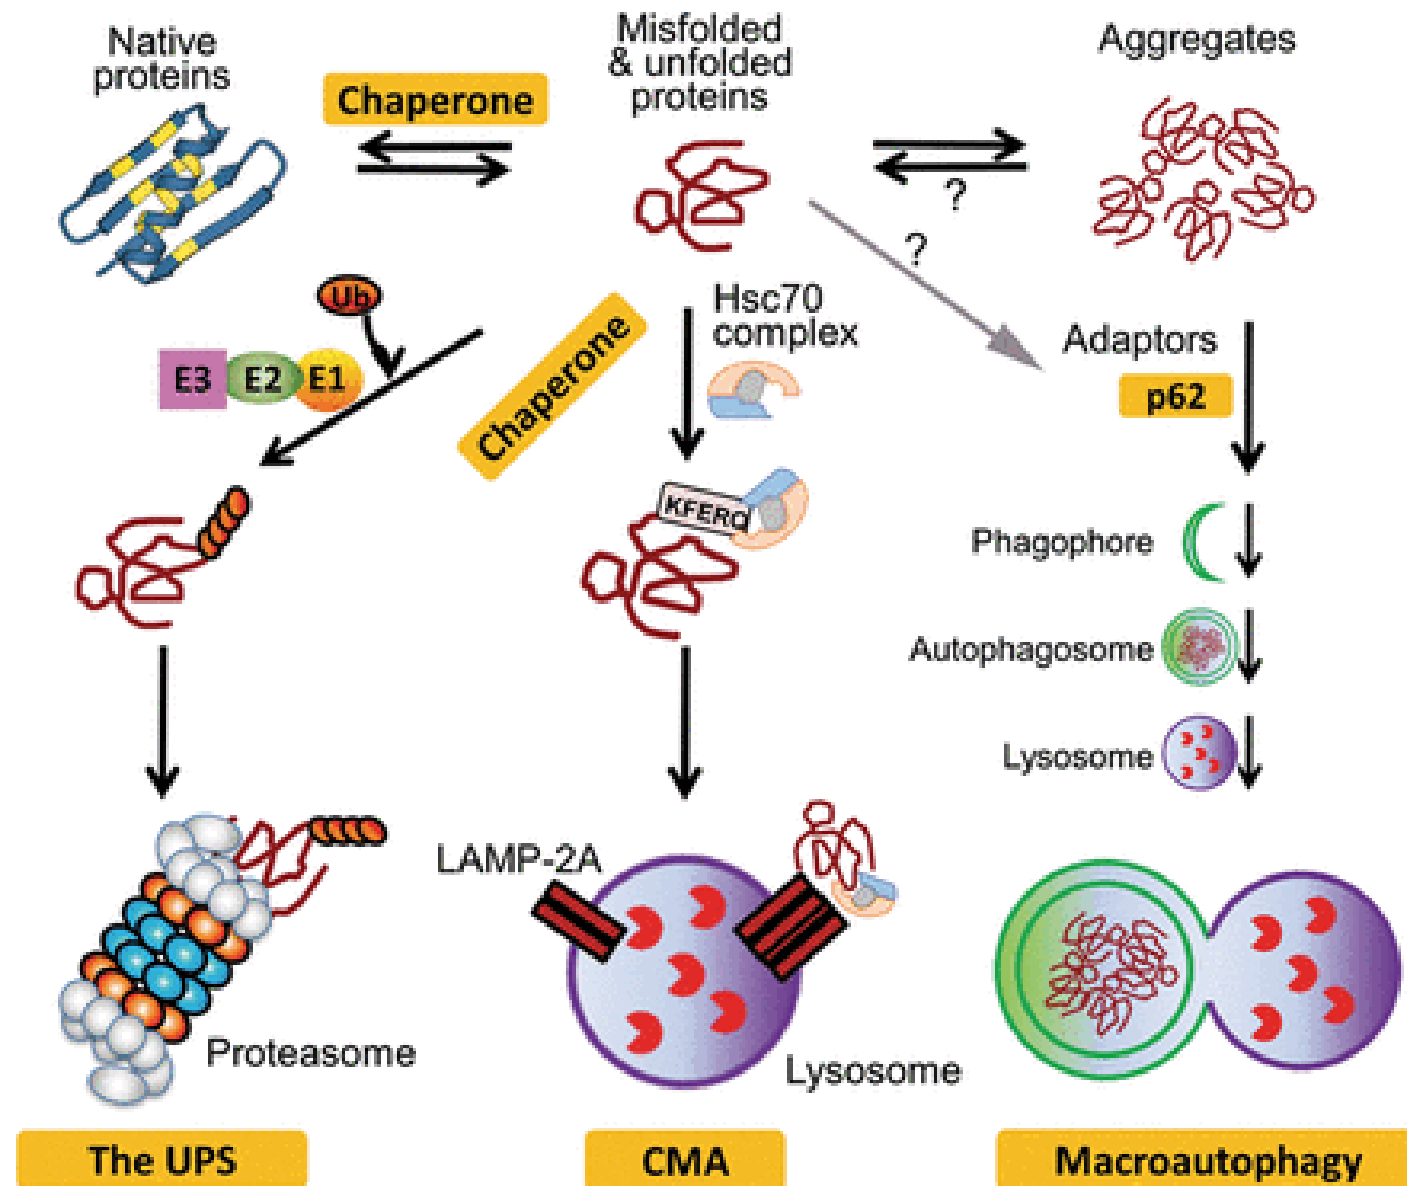 Native
proteins
Chaperone
Misfolded
& unfolded
proteins
Aggregates
?
?
Ub
E3
E2
E1
Chaperone
Hsc70
complex
Adaptors
p62
KFERQ
Phagophore
Autophagosome
Lysosome
LAMP-2A
Proteasome
Lysosome
The UPS
CMA
Macroautophagy